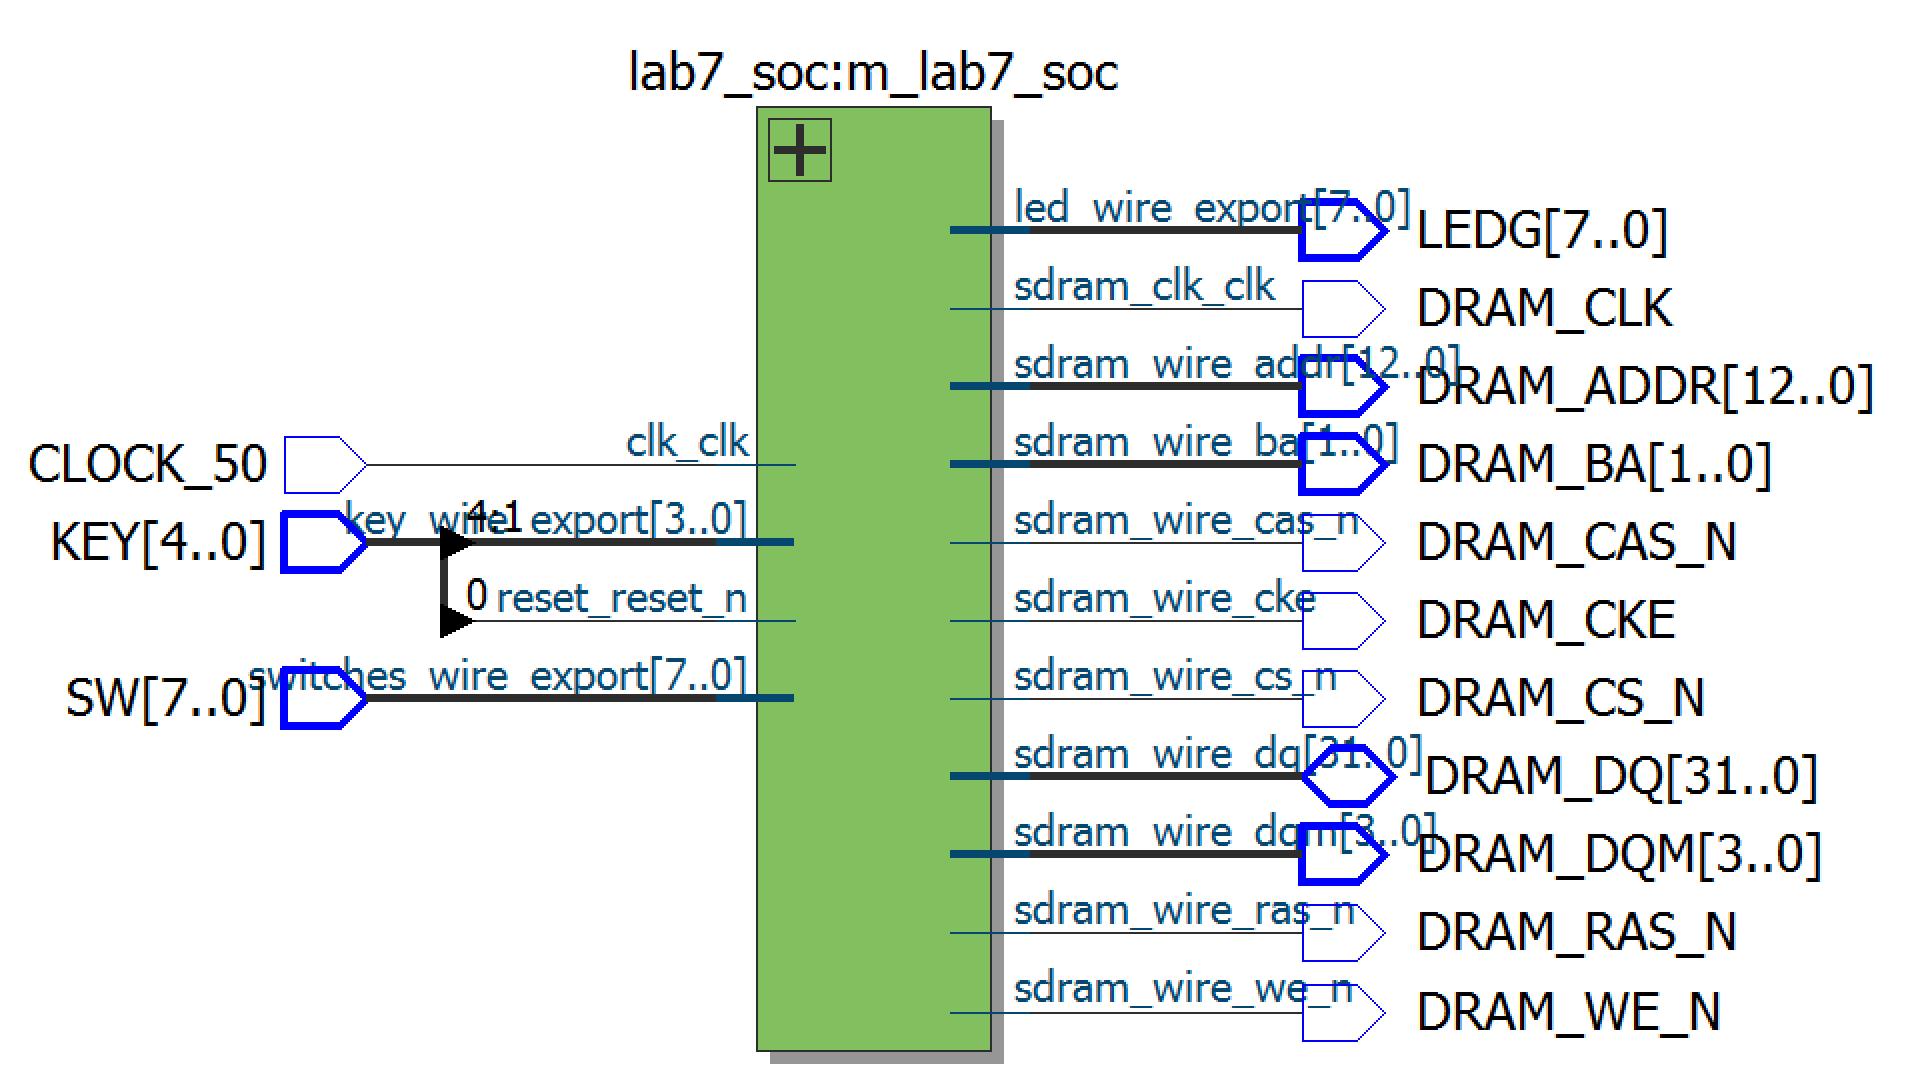 lab7_soc:m_lab7_soc
led_wire_export[7..0]
LEDG[7..0]
sdram_clk_clk
DRAM_CLK
sdram_wire_addr[12..0]
DRAM_ADDR[12..0]
CLOCK_50
clk_clk
sdram_wire_ba[1..0]
DRAM_BA[1..0]
KEY[4..0]
key_wire_export[3..0]
4:1
sdram_wire_cas_n
DRAM_CAS_N
0
reset_reset_n
sdram_wire_cke
DRAM_CKE
SW[7..0]
switches_wire_export[7..0]
sdram_wire_cs_n
DRAM_CS_N
sdram_wire_dq[31..0]
DRAM_DQ[31..0]
sdram_wire_dqm[3..0]
DRAM_DQM[3..0]
sdram_wire_ras_n
DRAM_RAS_N
sdram_wire_we_n
DRAM_WE_N